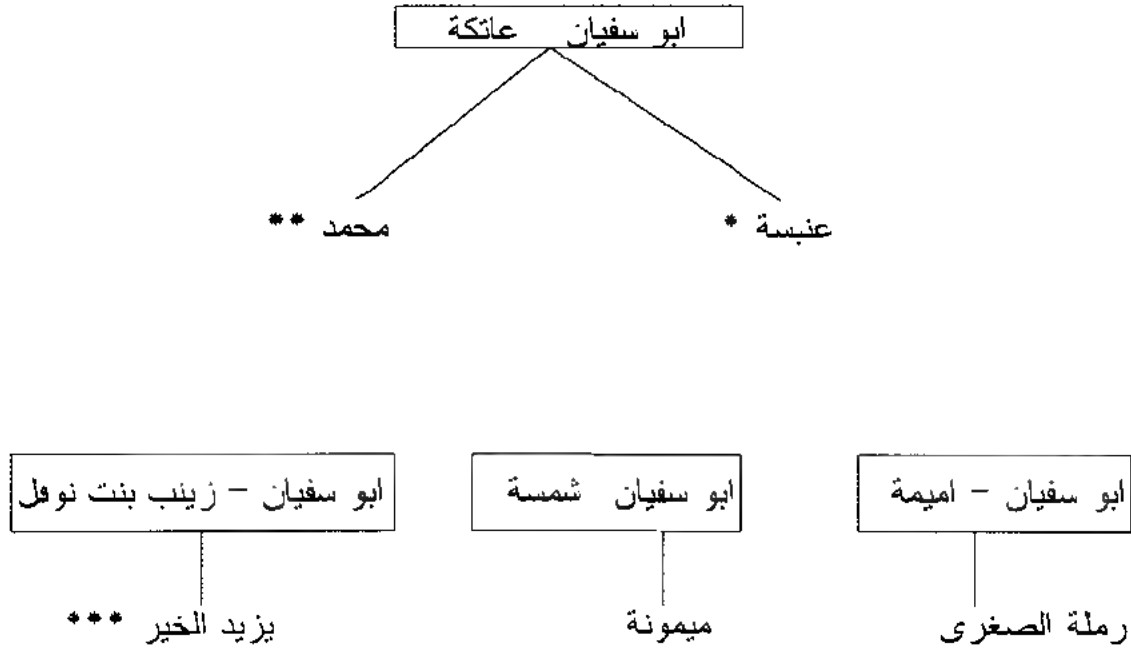 ابو سفيان عاتكة
عنبسة *
محمد **
ابو سفيان - اميمة
ابو سفيان شمسة
ابو سفيان - زينب بنت نوفل
رملة الصغرى
ميمونة
يزيد الخير ***